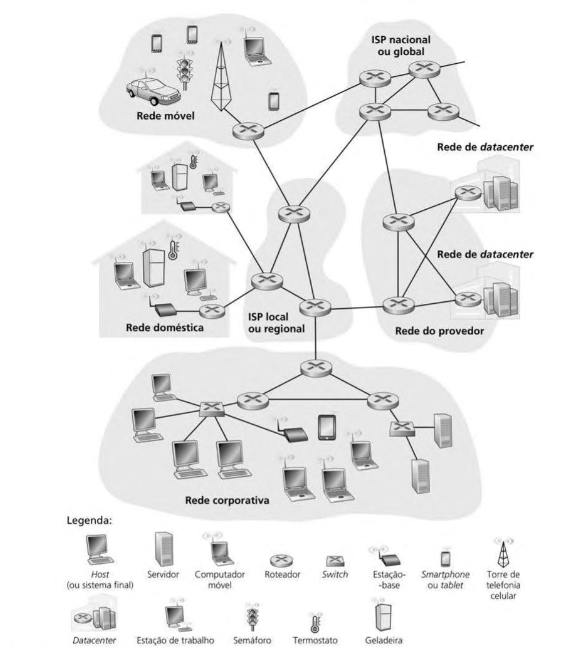 ISP nacional
ou global
Rede móvel
Rede de datacenter
Rede de datacenter
Rede doméstica
ISP local
ou regional
Rede do provedor
Rede corporativa
Legenda:
Host
(ou sistema final)
Servidor
Computador
móvel
Roteador
Switch
Estação-
-base
Smartphone
ou tablet
Torre de
telefonia
celular
Datacenter
Estação de trabalho
Semáforo
Termostato
Geladeira